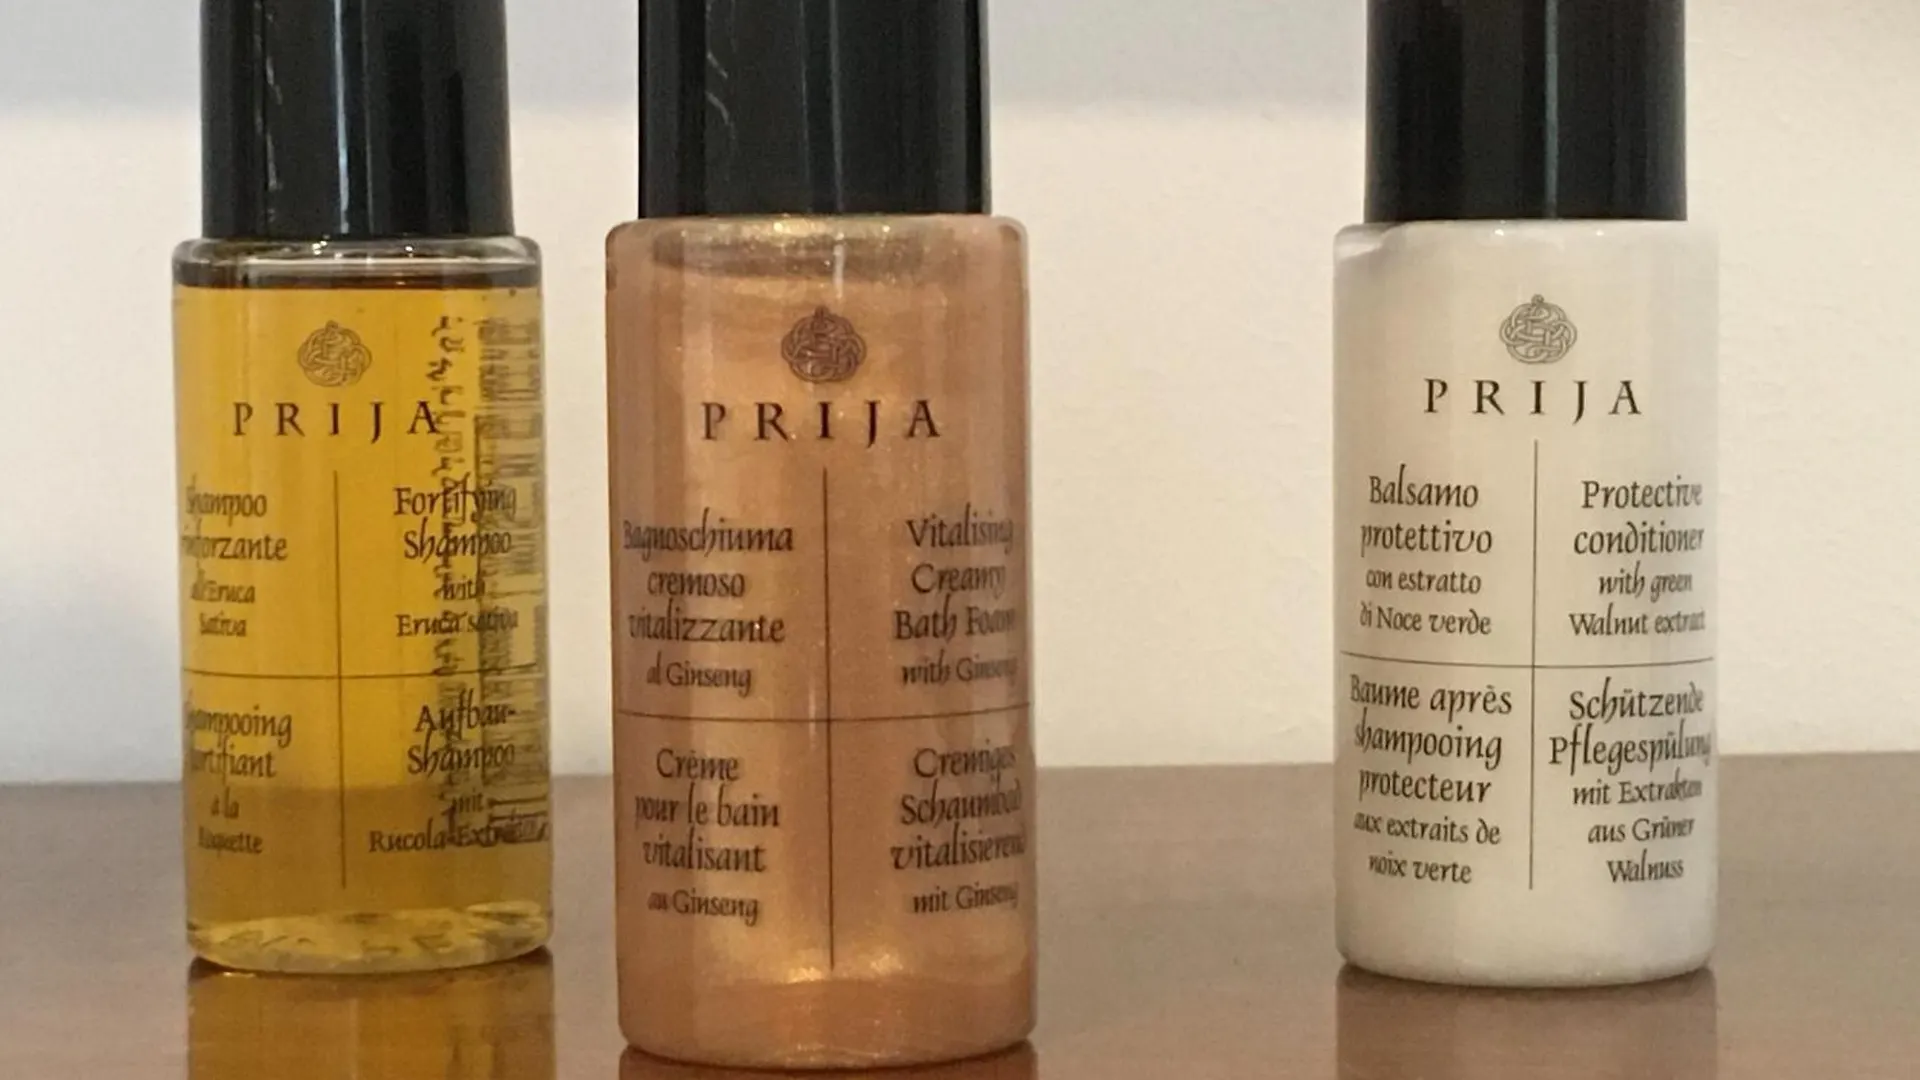 PRIJA
Shampoo
rinforzante
all'Eruca
Sativa
Fortifying
Shampoo
with
Eruca sativa
Shampooing
fortifiant
à la
Roquette
Aufbau-
Shampoo
mit
Rucola-Extrakt
PRIJA
Bagnoschiuma
cremoso
vitalizzante
al Ginseng
Vitalising
Creamy
Bath Foam
with Ginseng
Crème
pour le bain
vitalisant
au Ginseng
Cremiges
Schaumbad
vitalisierend
mit Ginseng
PRIJA
Balsamo
protettivo
con estratto
di Noce verde
Protective
conditioner
with green
Walnut extract
Baume après
shampooing
protecteur
aux extraits de
noix verte
Schützende
Pflegespülung
mit Extrakten
aus Grüner
Walnuss